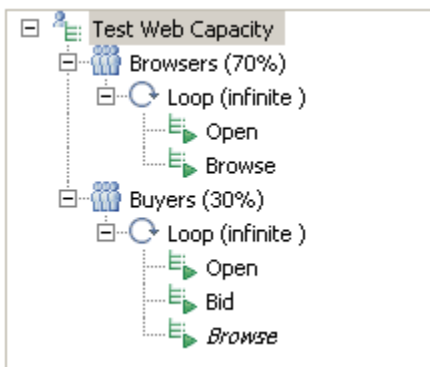 Test Web Capacity
Browsers (70%)
Loop (infinite )
Open
Browse
Buyers (30%)
Loop (infinite )
Open
Bid
Browse